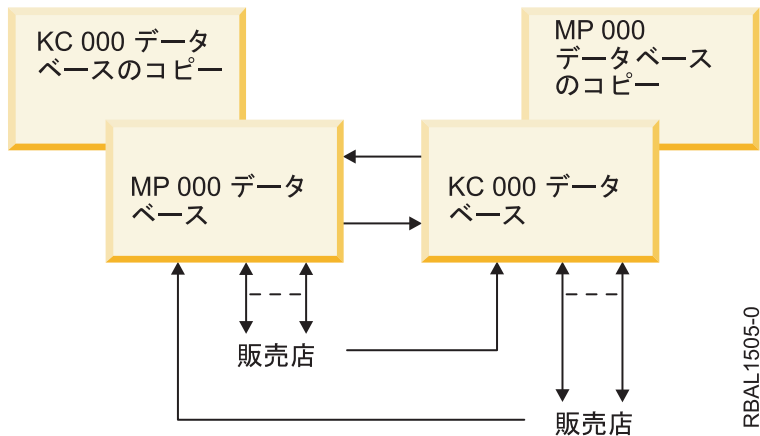 KC 000 データ
ベースのコピー
MP 000
データベース
のコピー
MP 000 データ
ベース
KC 000 データ
ベース
販売店
販売店
RBAL1505-0